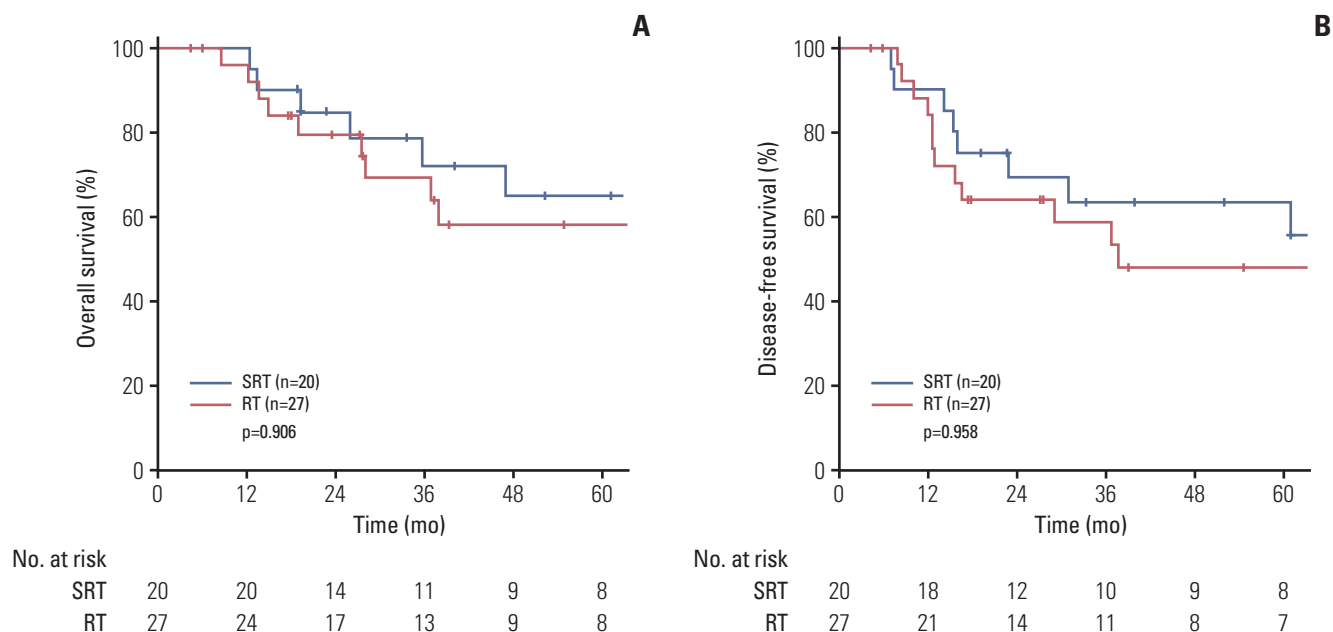 A
Overall survival (%)
100
80
60
40
20
0
SRT (n=20)
RT (n=27)
p=0.906
0 12 24 36 48 60
Time (mo)
No. at risk
SRT 20 20 14 11 9 8
RT 27 24 17 13 9 8
B
Disease-free survival (%)
100
80
60
40
20
0
SRT (n=20)
RT (n=27)
p=0.958
0 12 24 36 48 60
Time (mo)
No. at risk
SRT 20 18 12 10 9 8
RT 27 21 14 11 8 7